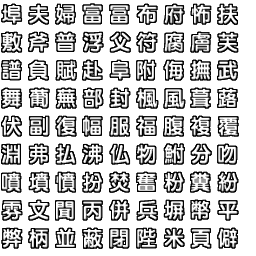 埠夫婦富冨布府怖扶
敷斧普浮父符腐膚芙
譜負賦赴阜附侮撫武
舞葡蕪部封楓風葺蕗
伏副復幅服福腹複覆
淵弗払沸仏物鮒分吻
噴墳憤扮焚奮粉糞紛
雰文聞丙併兵塀幣平
弊柄並蔽閉陛米頁僻